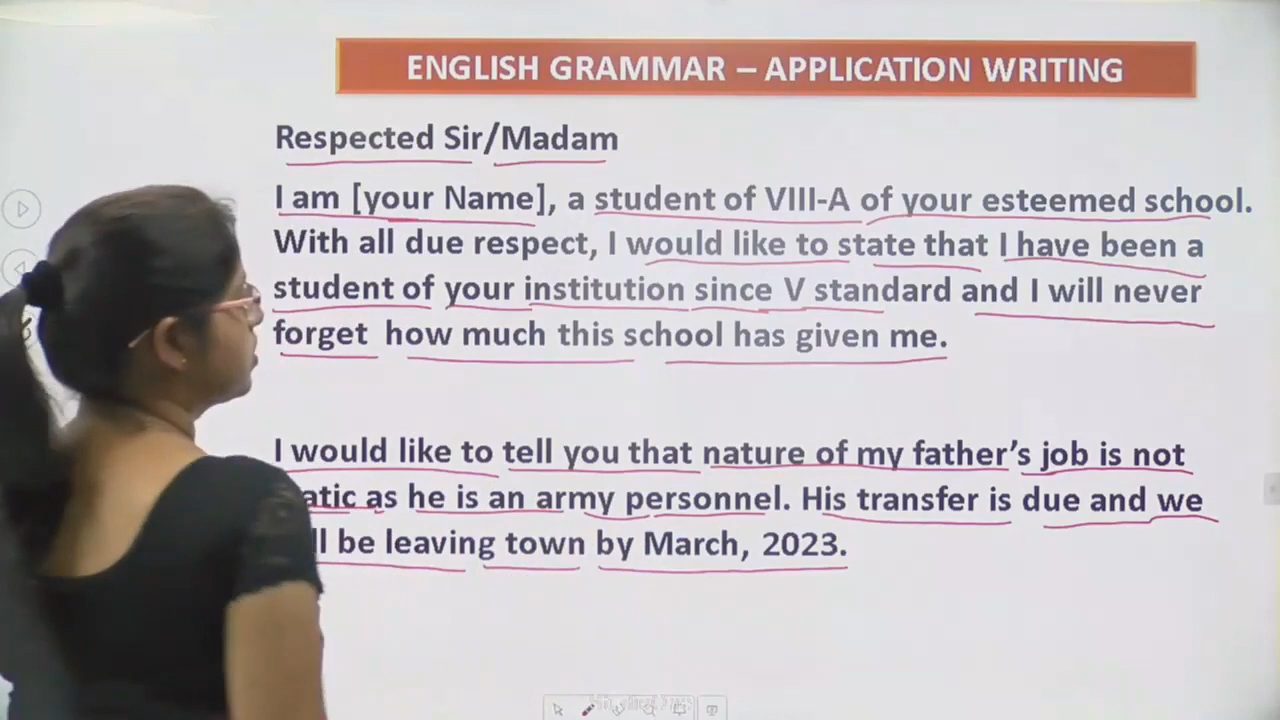 ENGLISH GRAMMAR – APPLICATION WRITING
Respected Sir/Madam
I am [your Name], a student of VIII-A of your esteemed school.
With all due respect, I would like to state that I have been a
student of your institution since V standard and I will never
forget how much this school has given me.
I would like to tell you that nature of my father's job is not
as he is an army personnel. His transfer is due and we
be leaving town by March, 2023.